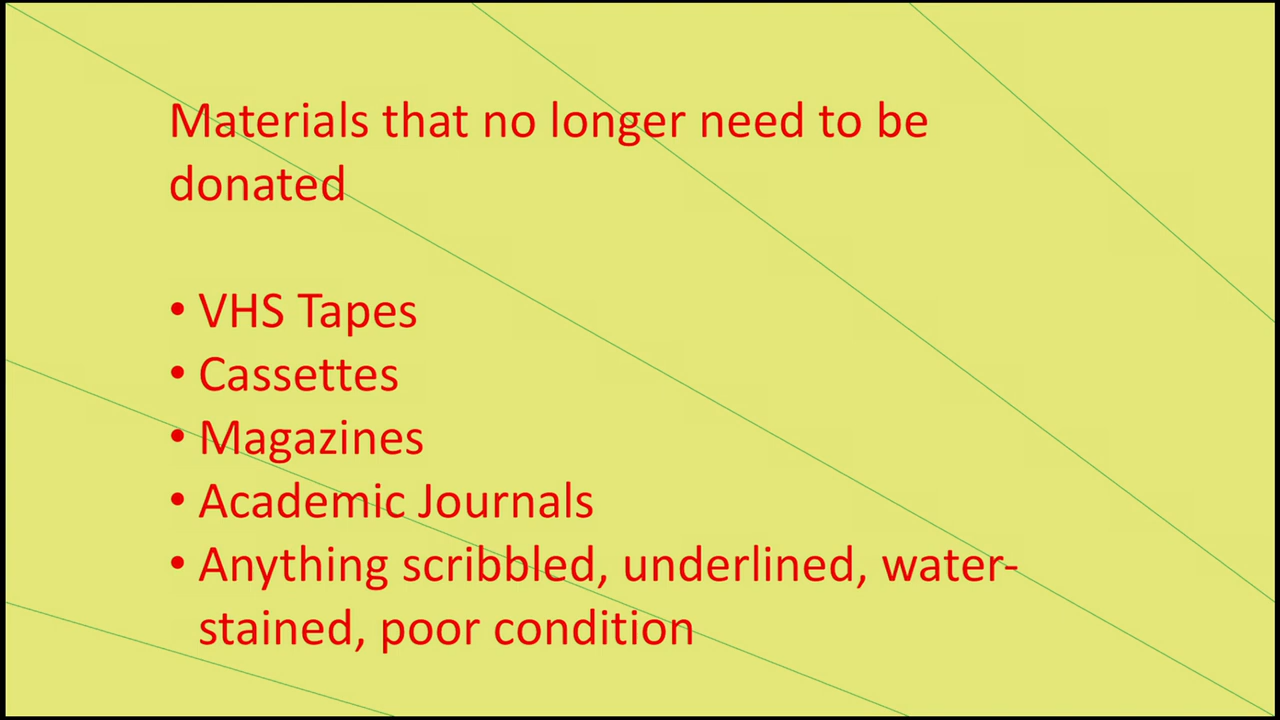 Materials that no longer need to be
donated
• VHS Tapes
• Cassettes
• Magazines
• Academic Journals
• Anything scribbled, underlined, water-
stained, poor condition